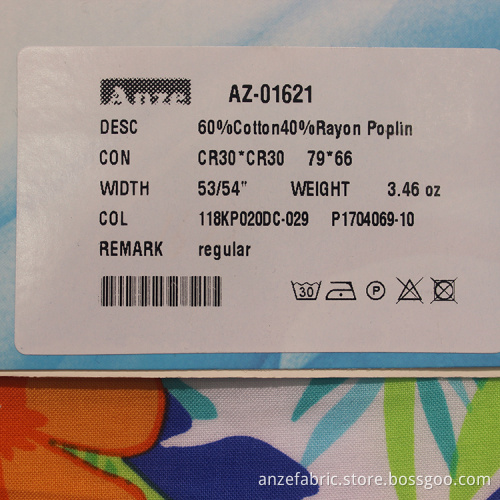 Anze AZ-01621
DESC 60%Cotton40%Rayon Poplin
CON CR30*CR30 79*66
WIDTH 53/54" WEIGHT 3.46 oz
COL 118KP020DC-029 P1704069-10
REMARK regular
30 P
anzefabric.store.bossgoo.com